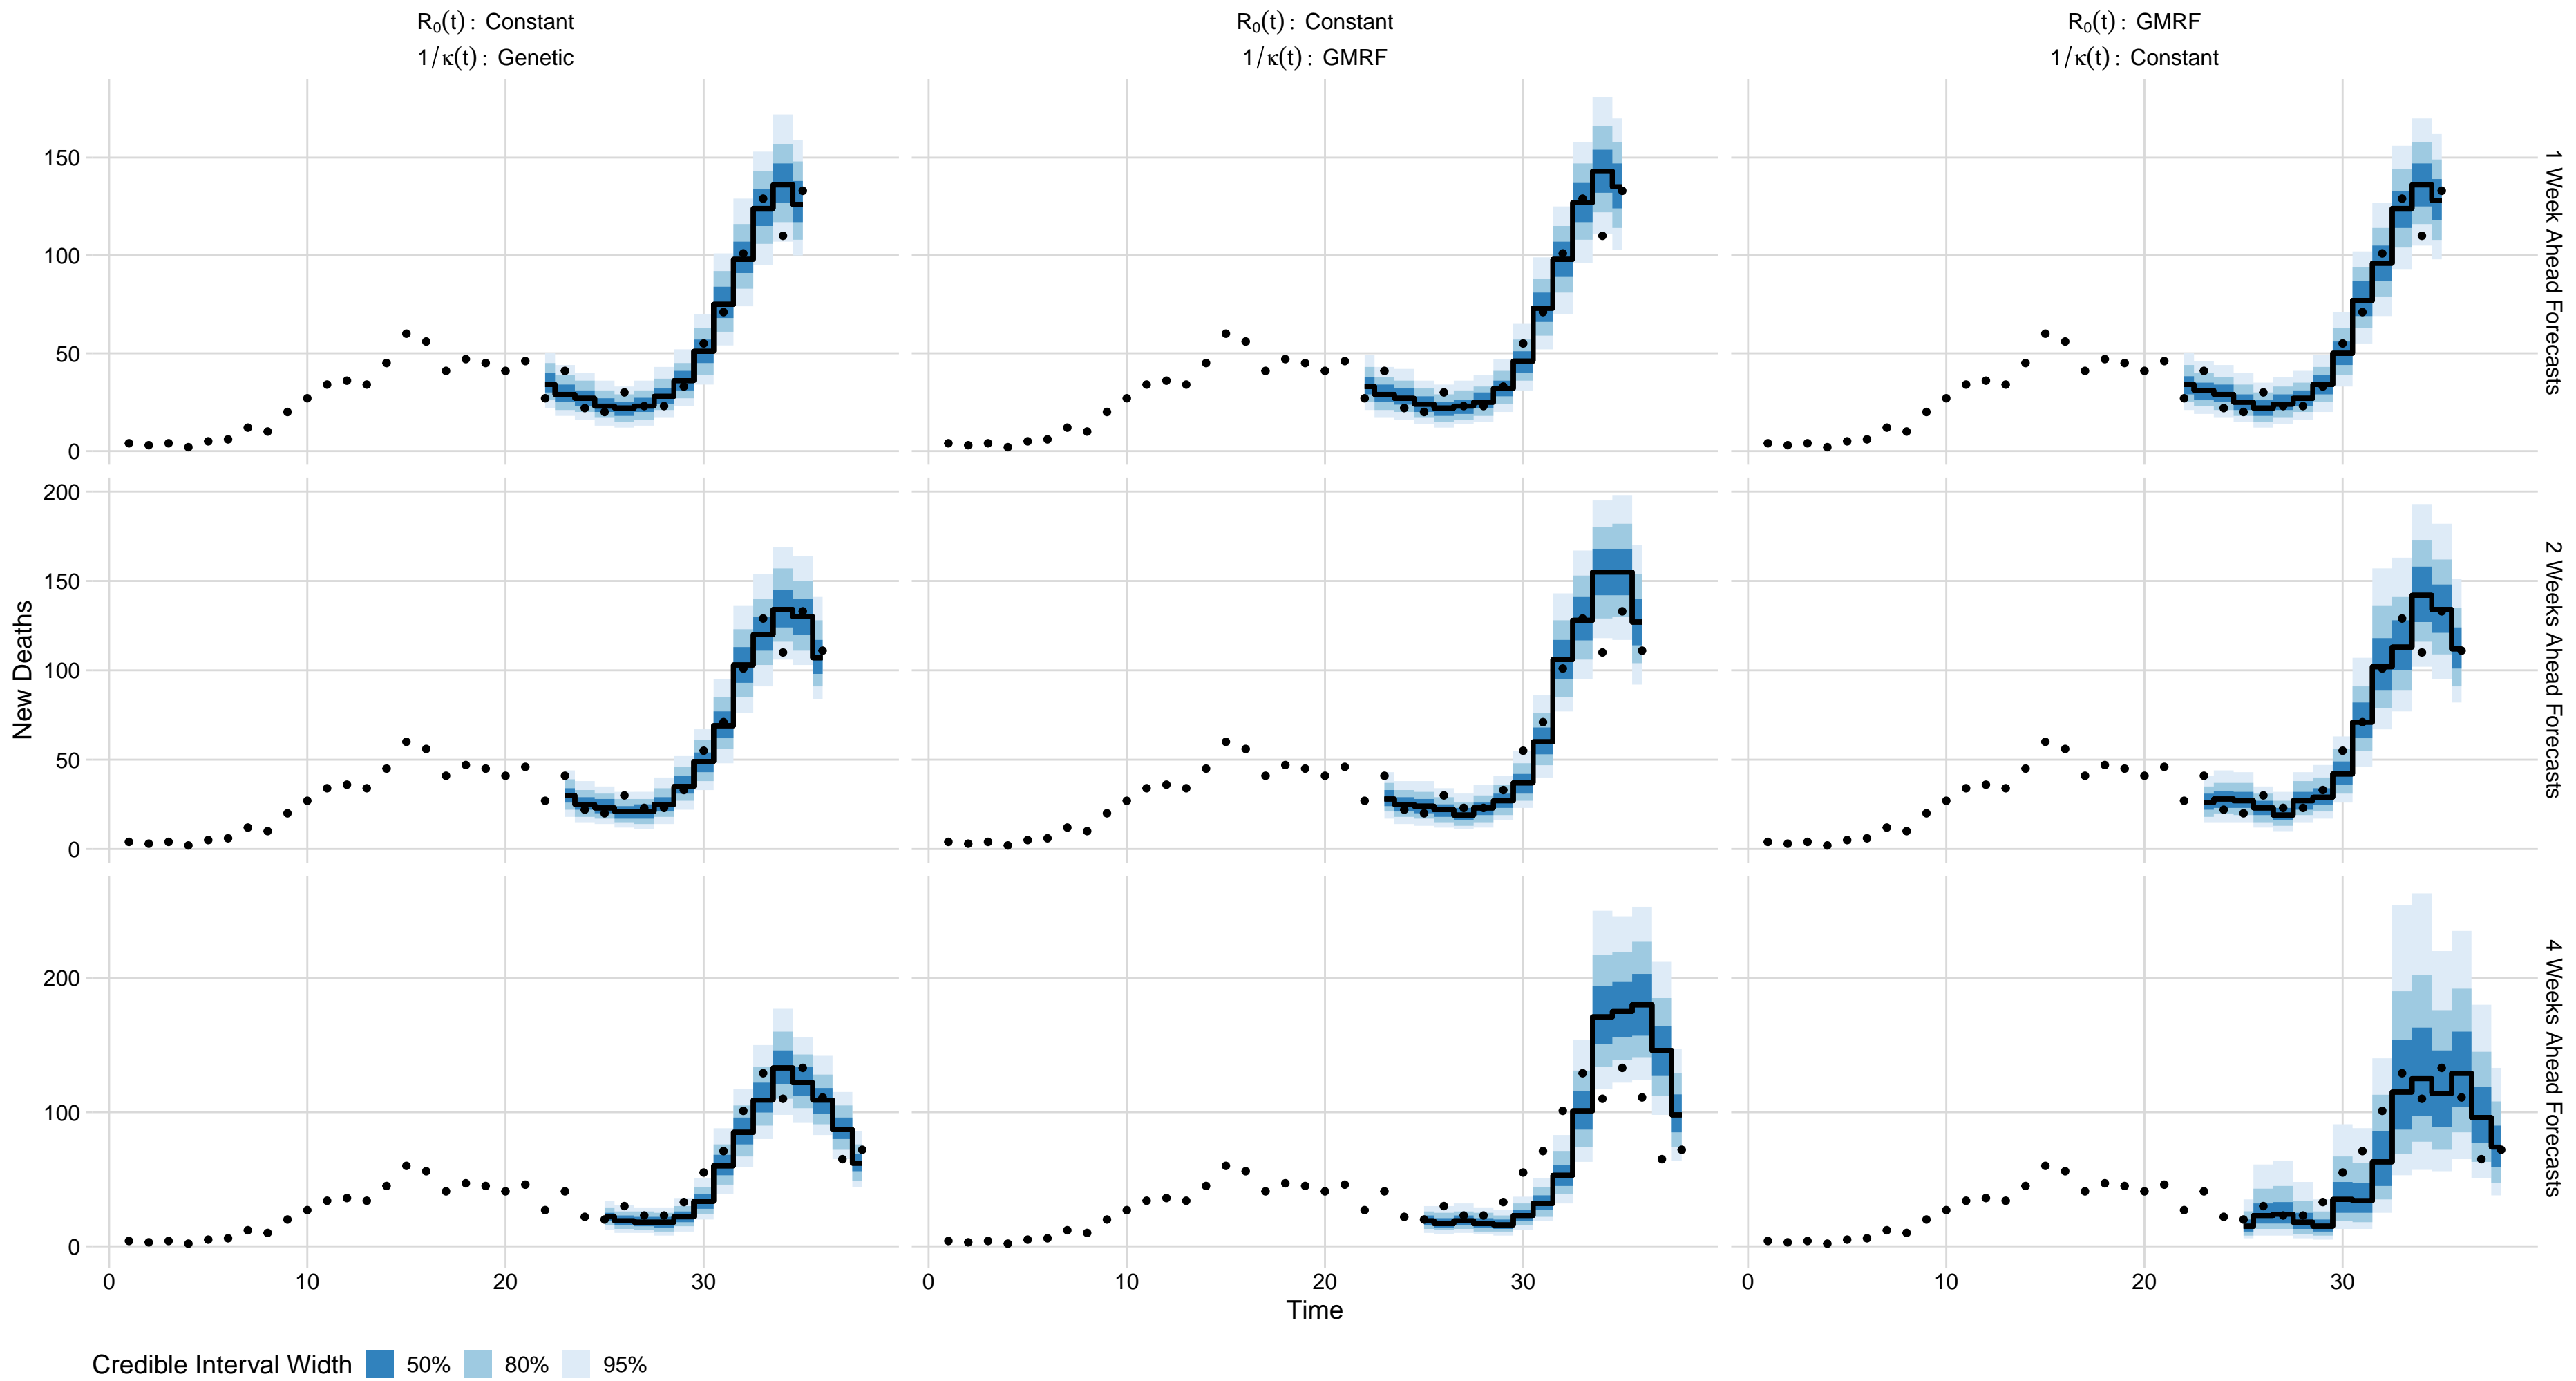 R₀(t) : Constant
1/κ(t) : Genetic
R₀(t) : Constant
1/κ(t) : GMRF
R₀(t) : GMRF
1/κ(t) : Constant
150
100
50
0
1 Week Ahead Forecasts
200
150
100
50
0
2 Weeks Ahead Forecasts
New Deaths
200
100
0
4 Weeks Ahead Forecasts
0 10 20 30
0 10 20 30
0 10 20 30
Time
Credible Interval Width 50% 80% 95%